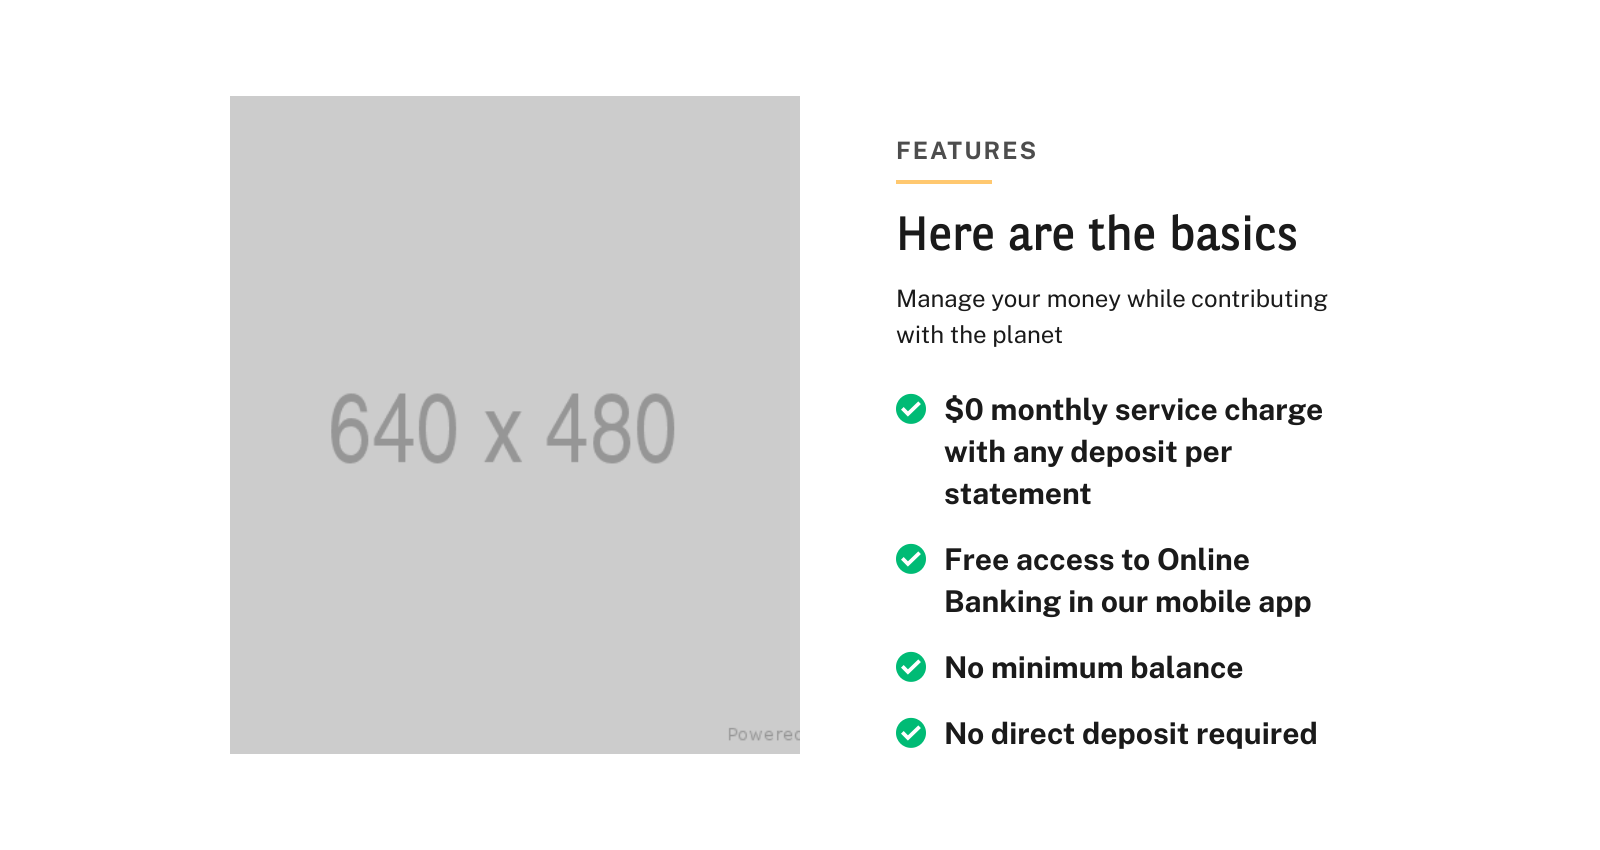 640 x 480
Powered
FEATURES
Here are the basics
Manage your money while contributing
with the planet
$0 monthly service charge
with any deposit per
statement
Free access to Online
Banking in our mobile app
No minimum balance
No direct deposit required